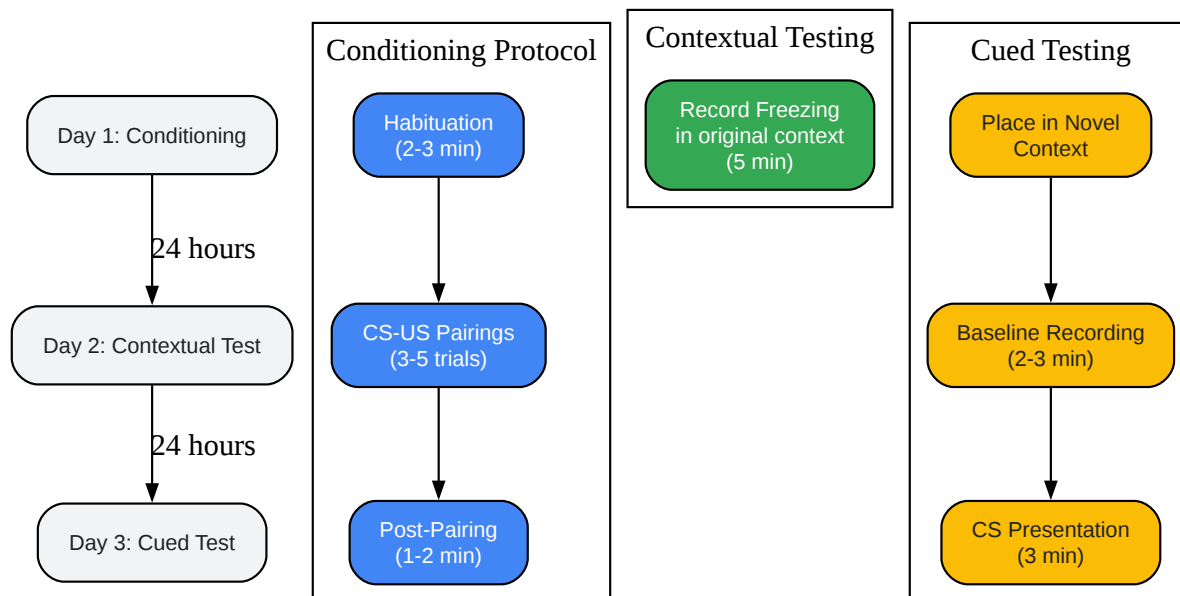 Day 1: Conditioning
24 hours
Day 2: Contextual Test
24 hours
Day 3: Cued Test
Conditioning Protocol
Habituation
(2-3 min)
CS-US Pairings
(3-5 trials)
Post-Pairing
(1-2 min)
Contextual Testing
Record Freezing
in original context
(5 min)
Cued Testing
Place in Novel
Context
Baseline Recording
(2-3 min)
CS Presentation
(3 min)